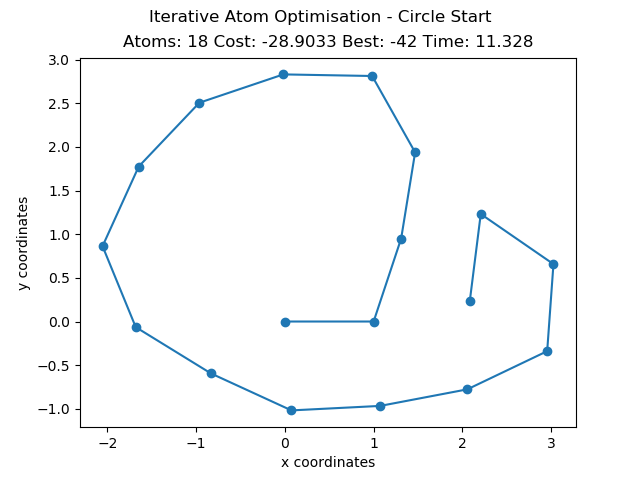 Iterative Atom Optimisation - Circle Start
Atoms: 18 Cost: -28.9033 Best: -42 Time: 11.328
3.0
2.5
2.0
1.5
1.0
0.5
0.0
−0.5
−1.0
y coordinates
−2 −1 0 1 2 3
x coordinates